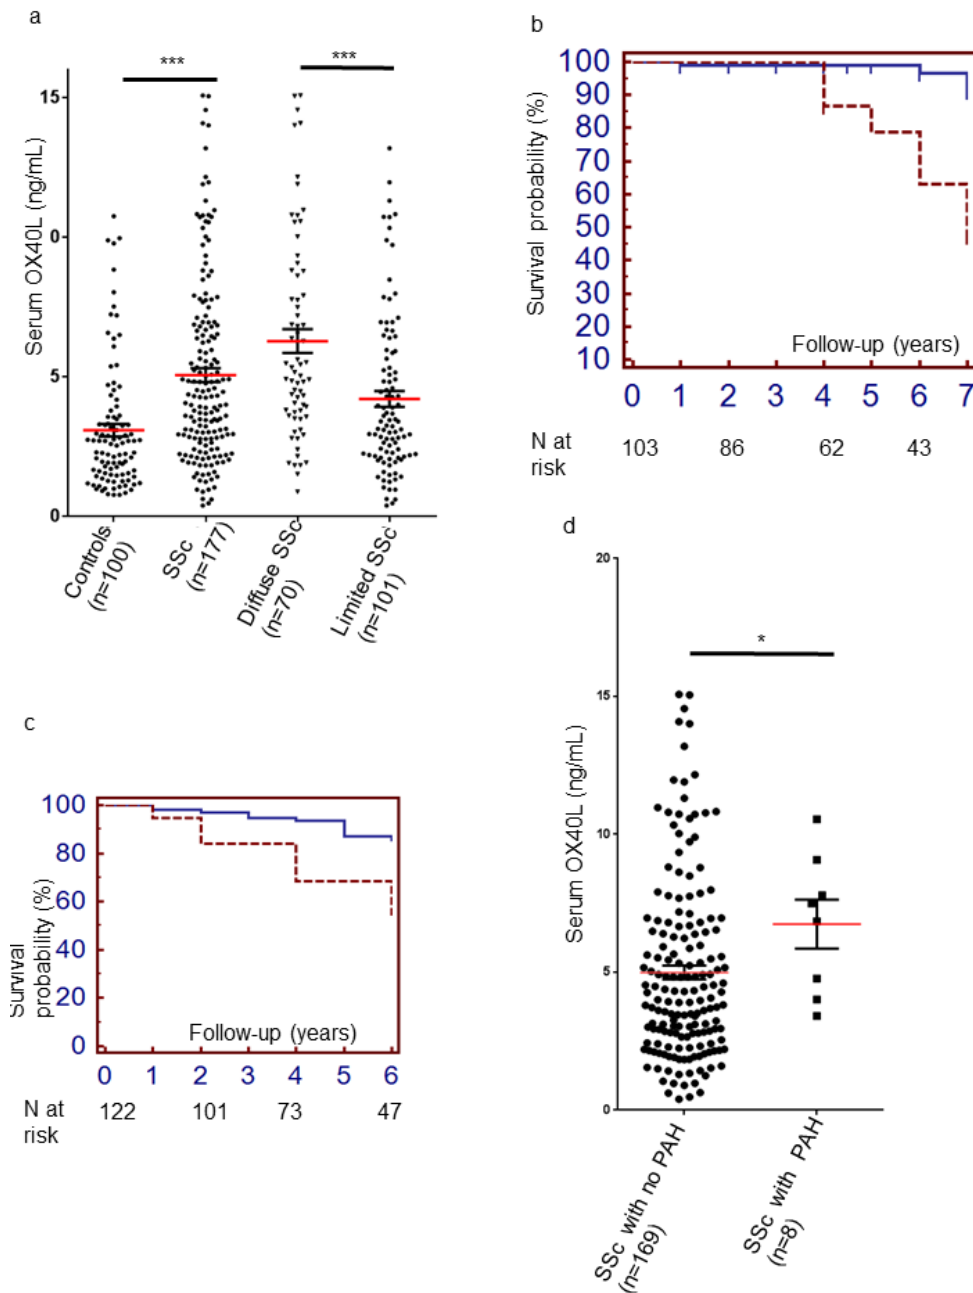 a
***
***
Serum OX40L (ng/mL)
15
0
5
0
Controls
(n=100)
SSc
(n=177)
Diffuse SSc
(n=70)
Limited SSc
(n=101)
b
Survival probability (%)
100
90
80
70
60
50
40
30
20
10
Follow-up (years)
0 1 2 3 4 5 6 7
N at
risk
103 86 62 43
c
Survival
probability (%)
100
80
60
40
20
0
Follow-up (years)
0 1 2 3 4 5 6
N at
risk
122 101 73 47
d
*
Serum OX40L (ng/mL)
20
15
10
5
0
SSc with no PAH
(n=169)
SSc with PAH
(n=8)